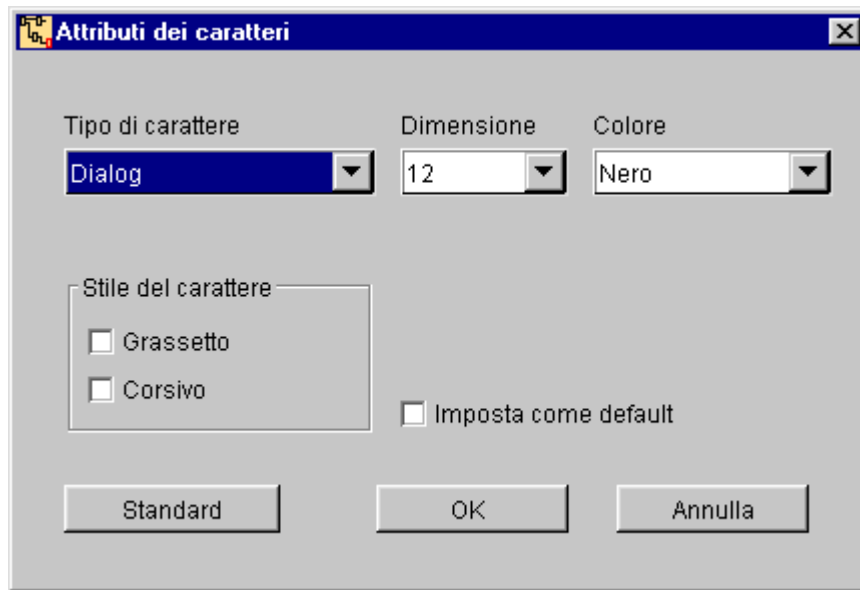 Attributi dei caratteri
Tipo di carattere Dimensione Colore
Dialog 12 Nero
Stile del carattere
Grassetto
Corsivo
Imposta come default
Standard OK Annulla